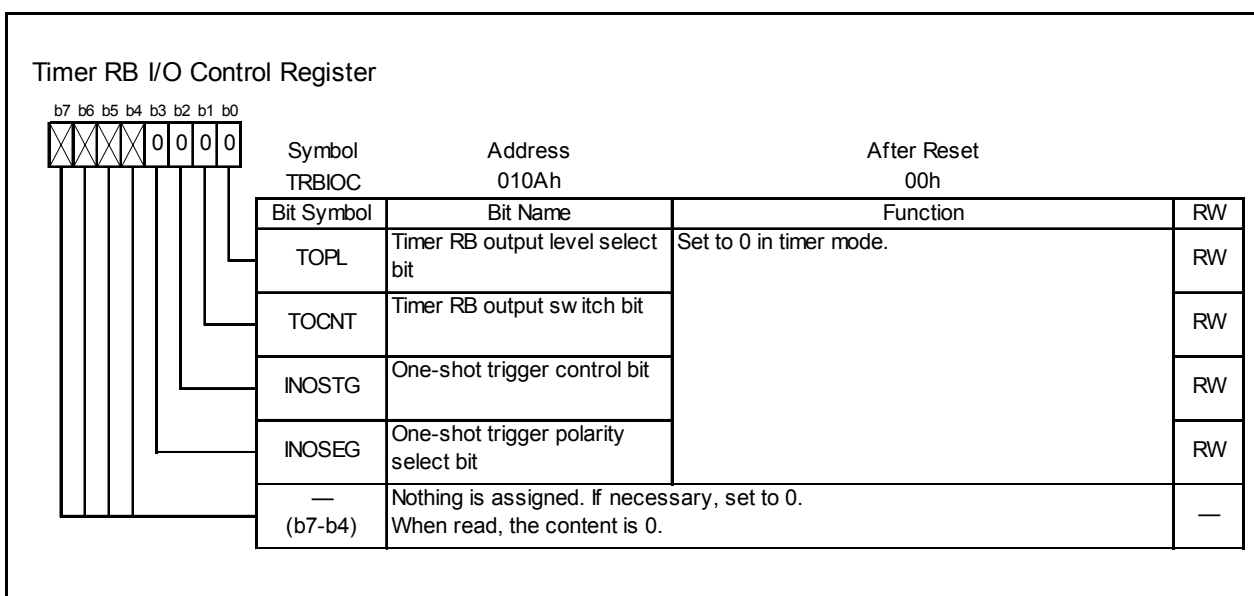 Timer RB I/O Control Register
b7 b6 b5 b4 b3 b2 b1 b0
0 0 0 0
Symbol Address After Reset
TRBIOC 010Ah 00h
Bit Symbol Bit Name Function RW
TOPL Timer RB output level select bit Set to 0 in timer mode. RW
TOCNT Timer RB output switch bit RW
INOSTG One-shot trigger control bit RW
INOSEG One-shot trigger polarity select bit RW
— (b7-b4) Nothing is assigned. If necessary, set to 0. —
When read, the content is 0.